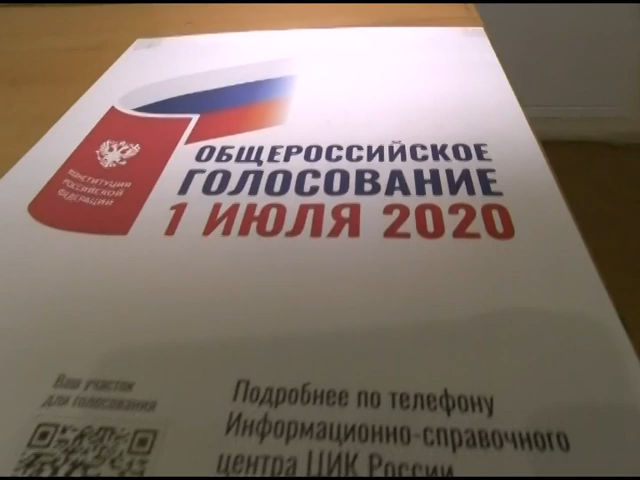 КОНСТИТУЦИЯ
РОССИЙСКОЙ
ФЕДЕРАЦИИ
ОБЩЕРОССИЙСКОЕ
ГОЛОСОВАНИЕ
1 ИЮЛЯ 2020
Ваш участок
для голосования
Подробнее по телефону
Информационно-справочного
центра ЦИК России